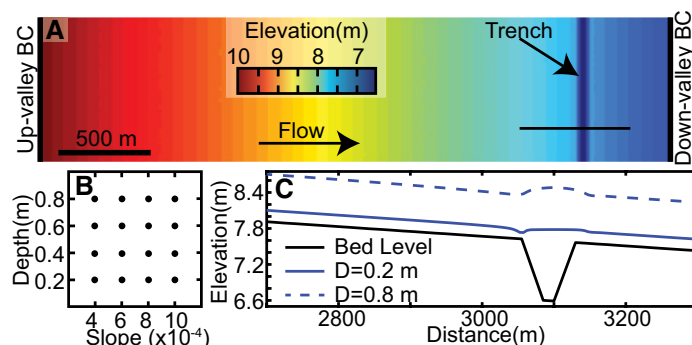 A
Elevation(m)
10 9 8 7
Trench
Up-valley BC
Down-valley BC
500 m
Flow
B
Depth(m)
0.8
0.6
0.4
0.2
4 6 8 10
Slope (x10-4)
C
Elevation(m)
8.4
7.8
7.2
6.6
Bed Level
D=0.2 m
D=0.8 m
2800 3000 3200
Distance(m)